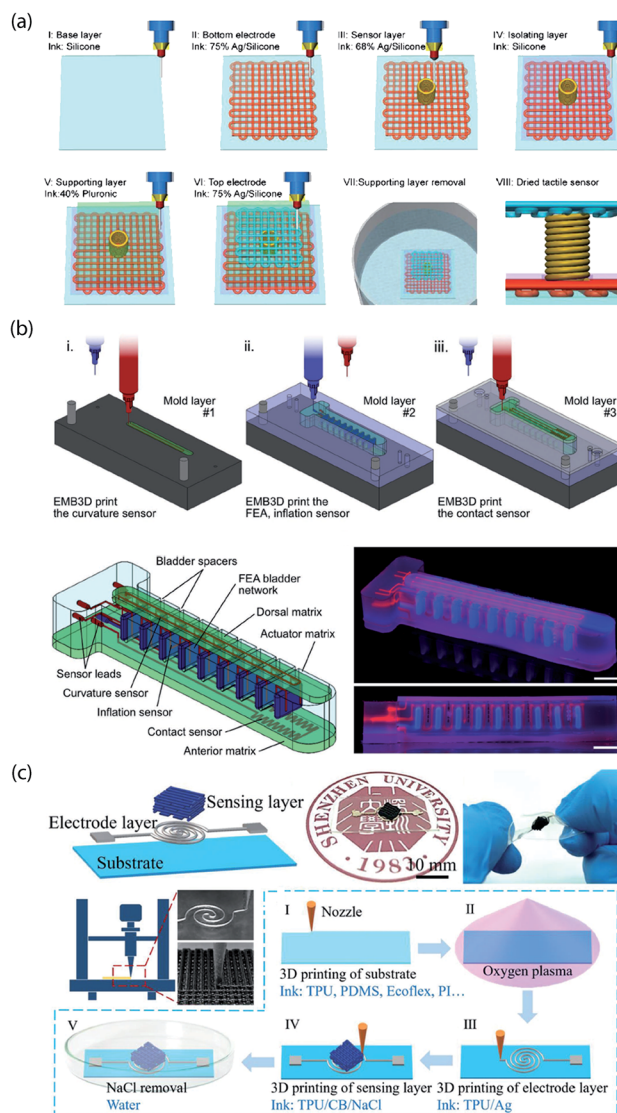 (a)
I: Base layer
Ink: Silicone
II: Bottom electrode
Ink: 75% Ag/Silicone
III: Sensor layer
Ink: 68% Ag/Silicone
IV: Isolating layer
Ink: Silicone
V: Supporting layer
Ink:40% Pluronic
VI: Top electrode
Ink: 75% Ag/Silicone
VII:Supporting layer removal
VIII: Dried tactile sensor
(b)
i.
Mold layer
#1
EMB3D print
the curvature sensor
ii.
Mold layer
#2
EMB3D print the
FEA, inflation sensor
iii.
Mold layer
#3
EMB3D print
the contact sensor
Bladder spacers
FEA bladder
network
Dorsal matrix
Actuator matrix
Sensor leads
Curvature sensor
Inflation sensor
Contact sensor
Anterior matrix
(c)
Sensing layer
Electrode layer
Substrate
SHENZHEN UNIVERSITY
1983
10 mm
I
Nozzle
3D printing of substrate
Ink: TPU, PDMS, Ecoflex, PI...
II
Oxygen plasma
V
NaCl removal
Water
IV
3D printing of sensing layer
Ink: TPU/CB/NaCl
III
3D printing of electrode layer
Ink: TPU/Ag